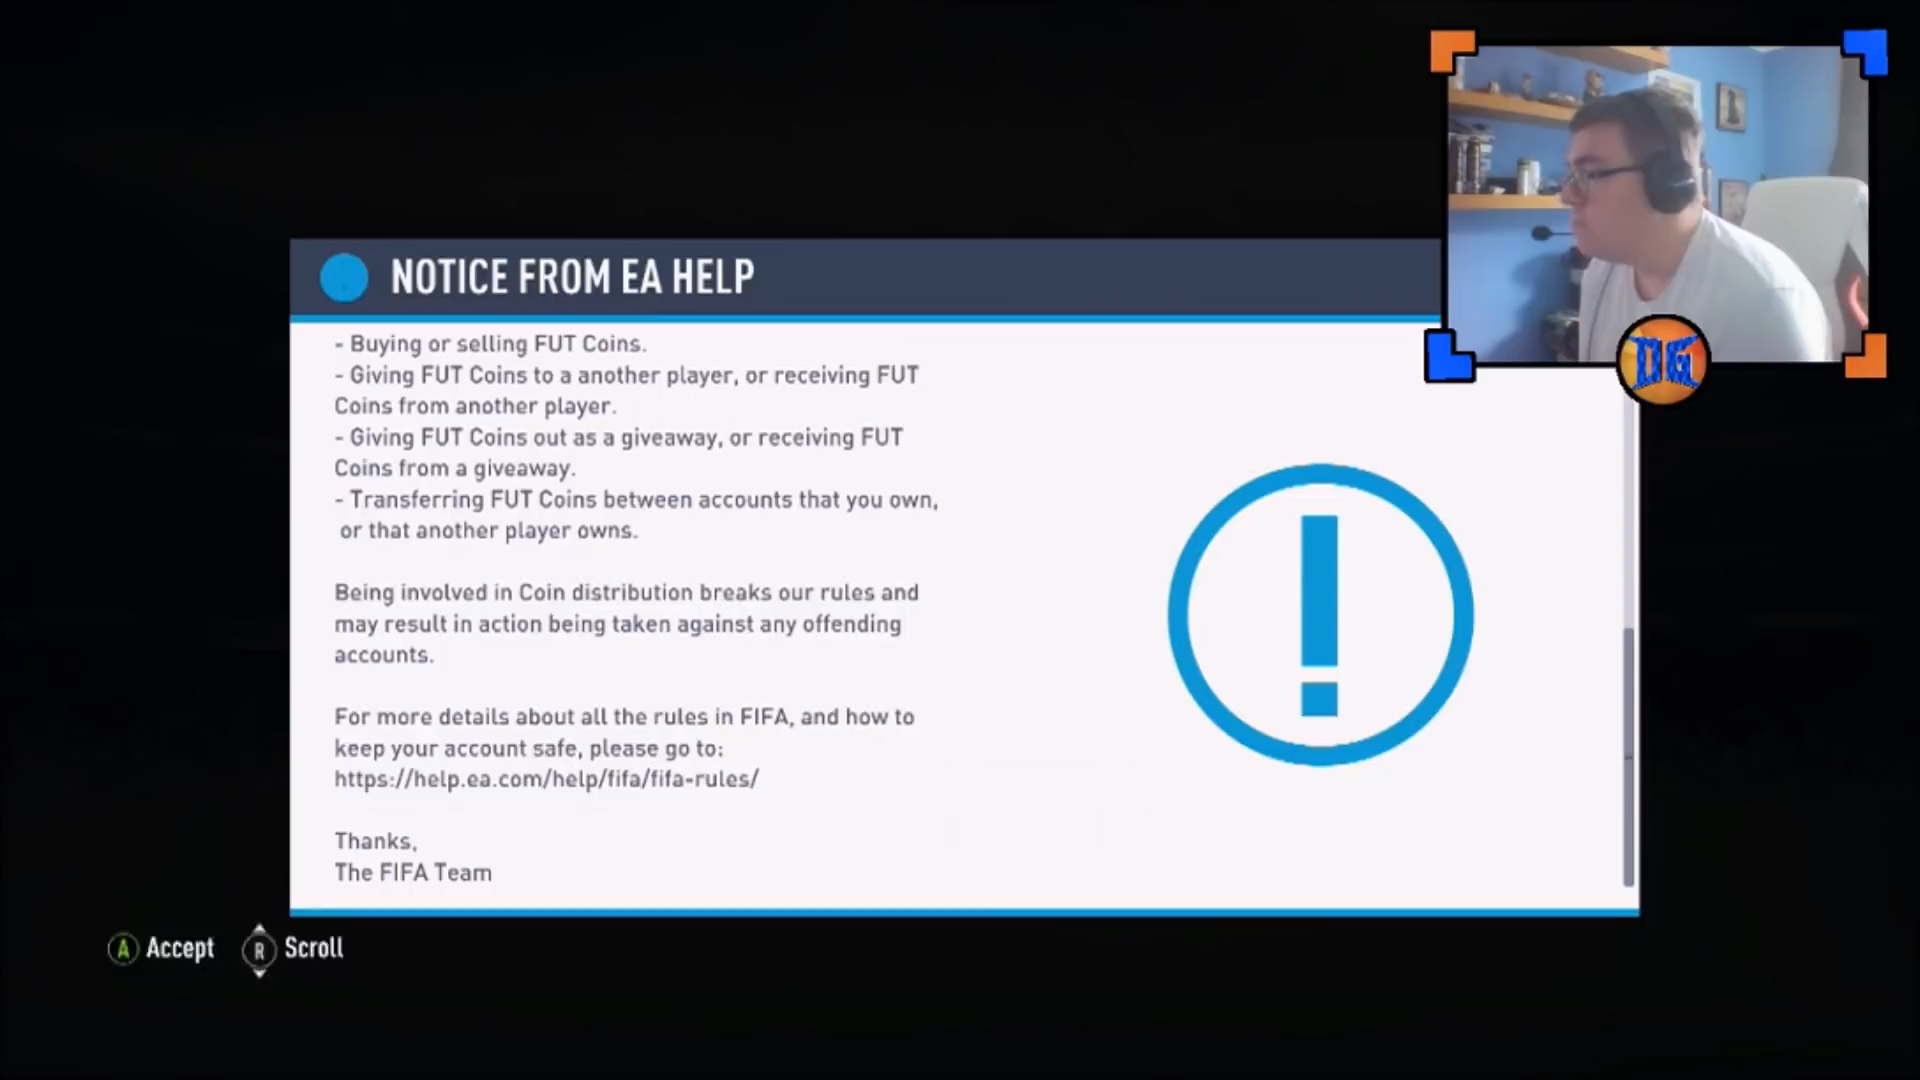 NOTICE FROM EA HELP
- Buying or selling FUT Coins.
- Giving FUT Coins to a another player, or receiving FUT
Coins from another player.
- Giving FUT Coins out as a giveaway, or receiving FUT
Coins from a giveaway.
- Transferring FUT Coins between accounts that you own,
or that another player owns.
Being involved in Coin distribution breaks our rules and
may result in action being taken against any offending
accounts.
For more details about all the rules in FIFA, and how to
keep your account safe, please go to:
https://help.ea.com/help/fifa/fifa-rules/
Thanks,
The FIFA Team
A Accept R Scroll
DG